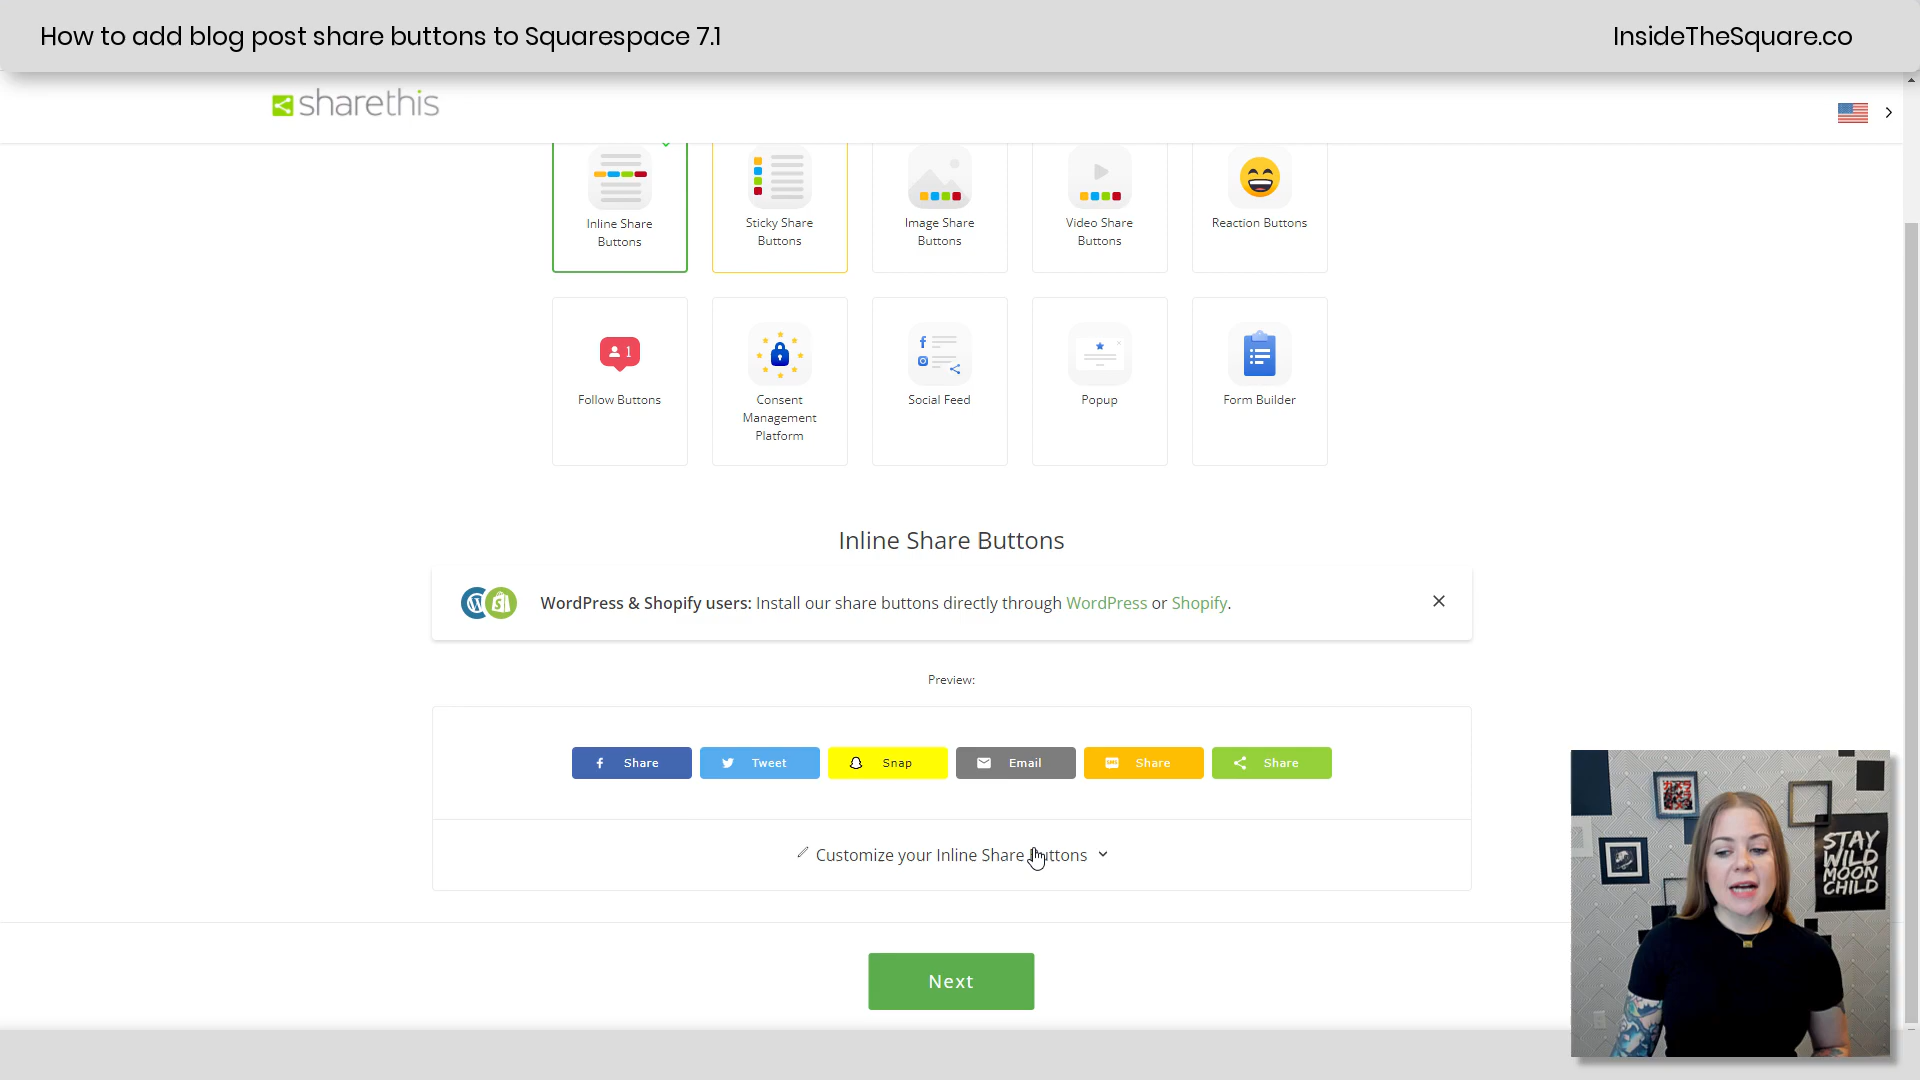 How to add blog post share buttons to Squarespace 7.1
InsideTheSquare.co
sharethis
Inline Share
Buttons
Sticky Share
Buttons
Image Share
Buttons
Video Share
Buttons
Reaction Buttons
1
Follow Buttons
Consent
Management
Platform
Social Feed
Popup
Form Builder
Inline Share Buttons
WordPress & Shopify users: Install our share buttons directly through WordPress or Shopify.
Preview:
Share
Tweet
Snap
Email
Share
Share
Customize your Inline Share Buttons
Next
STAY
WILD
MOON
CHILD